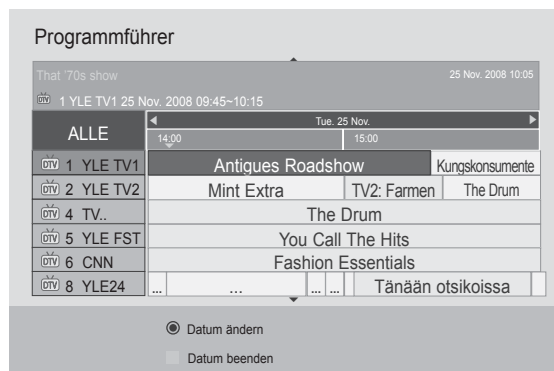 Programmführer
That '70s show 25 Nov. 2008 10:05
DTV 1 YLE TV1 25 Nov. 2008 09:45~10:15
ALLE
Tue. 25 Nov.
14:00 15:00
DTV 1 YLE TV1 Antigues Roadshow Kungskonsumente
DTV 2 YLE TV2 Mint Extra TV2: Farmen The Drum
DTV 4 TV.. The Drum
DTV 5 YLE FST You Call The Hits
DTV 6 CNN Fashion Essentials
DTV 8 YLE24 ... ... ... ... Tänään otsikoissa
Datum ändern
Datum beenden